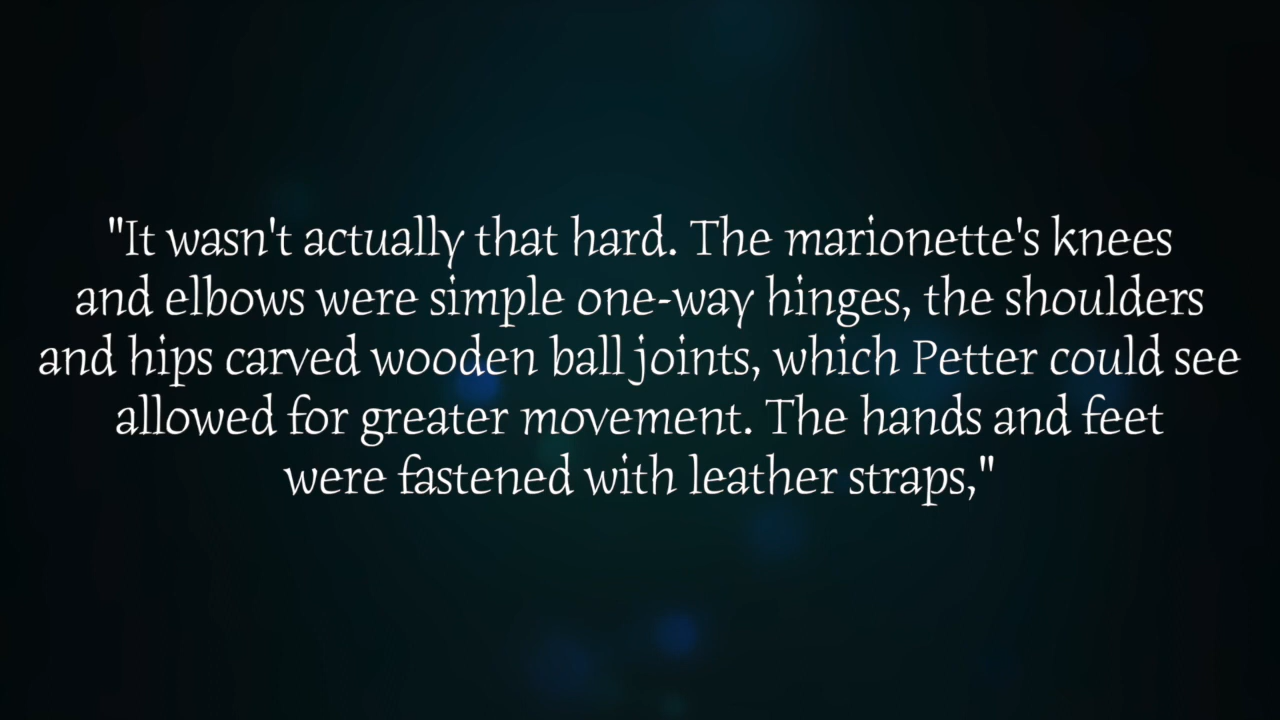 "It wasn't actually that hard. The marionette's knees
and elbows were simple one-way hinges, the shoulders
and hips carved wooden ball joints, which Petter could see
allowed for greater movement. The hands and feet
were fastened with leather straps,"